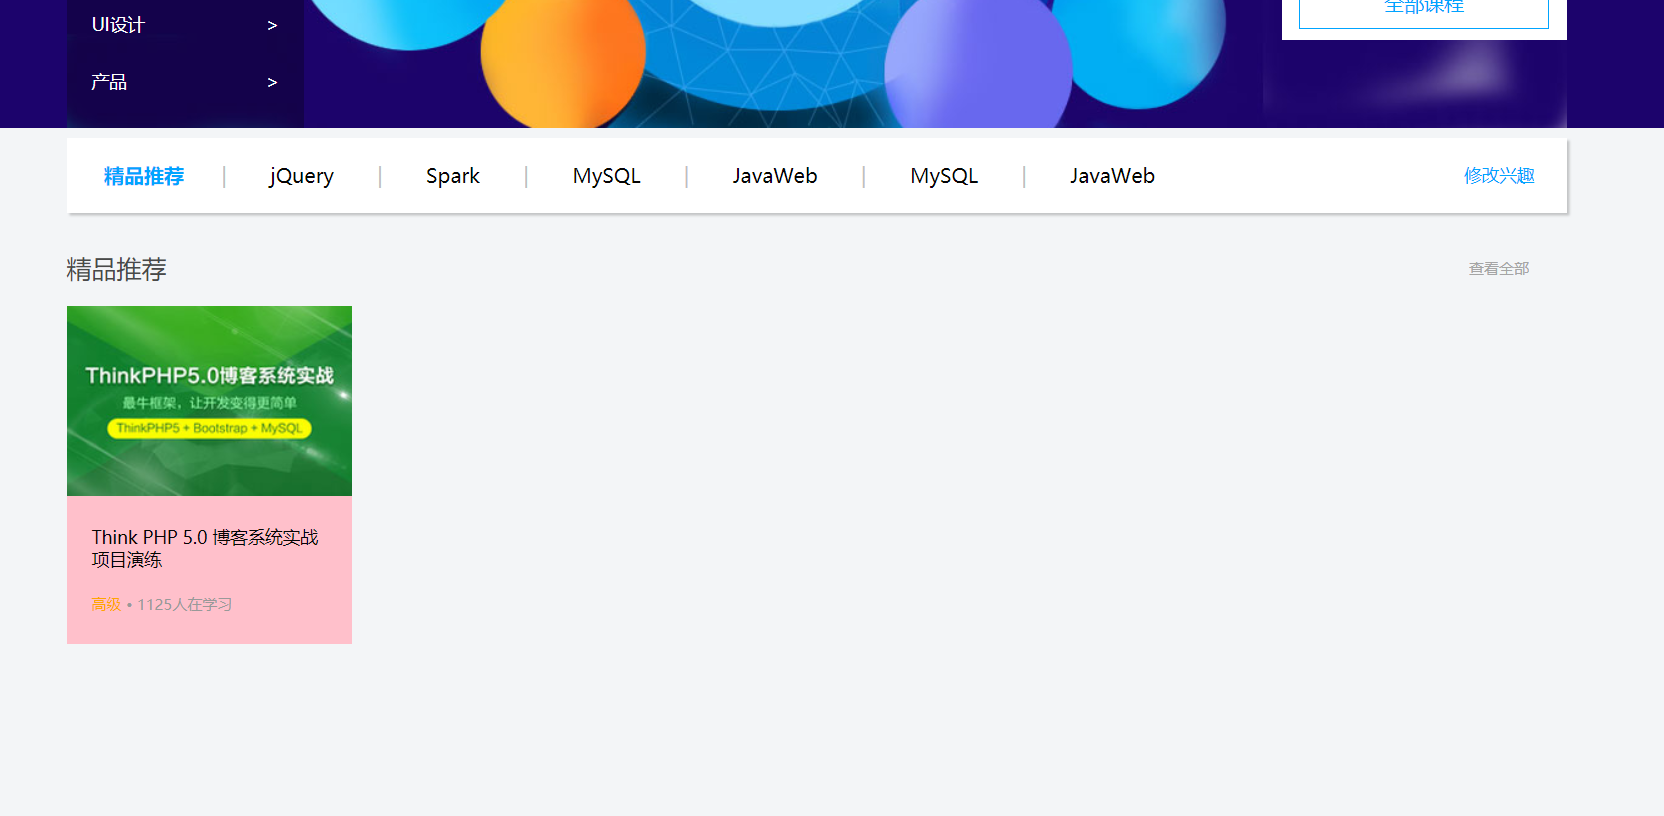 UI设计 >
全部课程
产品 >
精品推荐 | jQuery | Spark | MySQL | JavaWeb | MySQL | JavaWeb 修改兴趣
精品推荐 查看全部
ThinkPHP5.0博客系统实战
最牛框架，让开发变得更简单
ThinkPHP5 + Bootstrap + MySQL
Think PHP 5.0 博客系统实战
项目演练
高级 • 1125人在学习